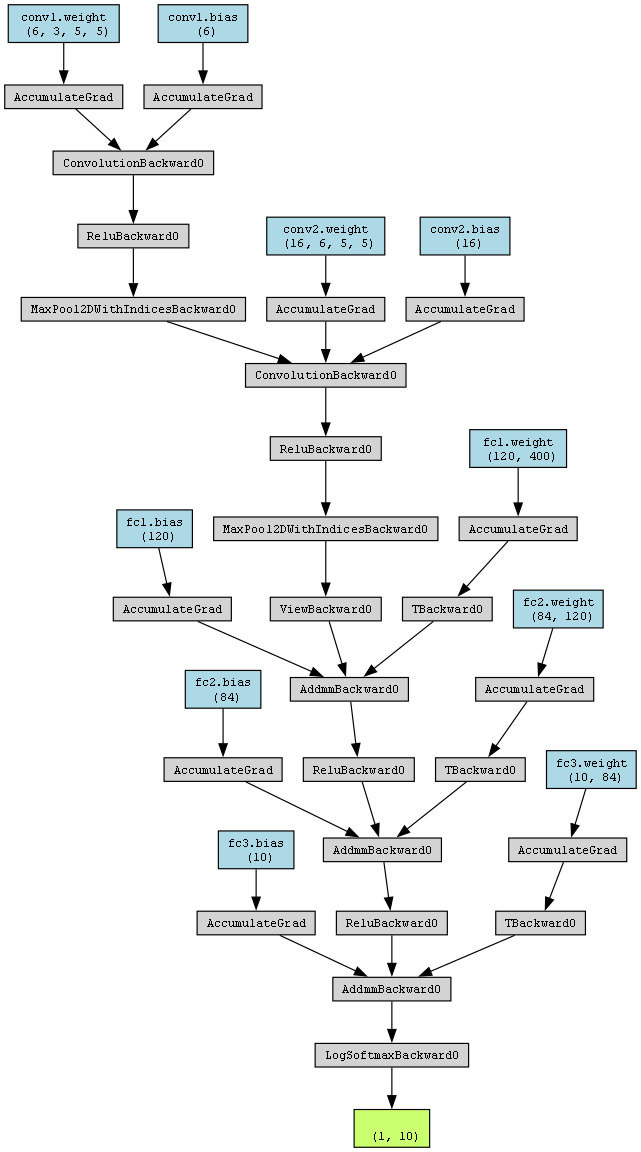 conv1.weight
(6, 3, 5, 5)
conv1.bias
(6)
AccumulateGrad
AccumulateGrad
ConvolutionBackward0
ReluBackward0
conv2.weight
(16, 6, 5, 5)
conv2.bias
(16)
MaxPool2DWithIndicesBackward0
AccumulateGrad
AccumulateGrad
ConvolutionBackward0
ReluBackward0
fc1.weight
(120, 400)
fc1.bias
(120)
MaxPool2DWithIndicesBackward0
AccumulateGrad
AccumulateGrad
ViewBackward0
TBackward0
fc2.weight
(84, 120)
fc2.bias
(84)
AddmmBackward0
AccumulateGrad
AccumulateGrad
ReluBackward0
TBackward0
fc3.weight
(10, 84)
fc3.bias
(10)
AddmmBackward0
AccumulateGrad
AccumulateGrad
ReluBackward0
TBackward0
AddmmBackward0
LogSoftmaxBackward0
(1, 10)